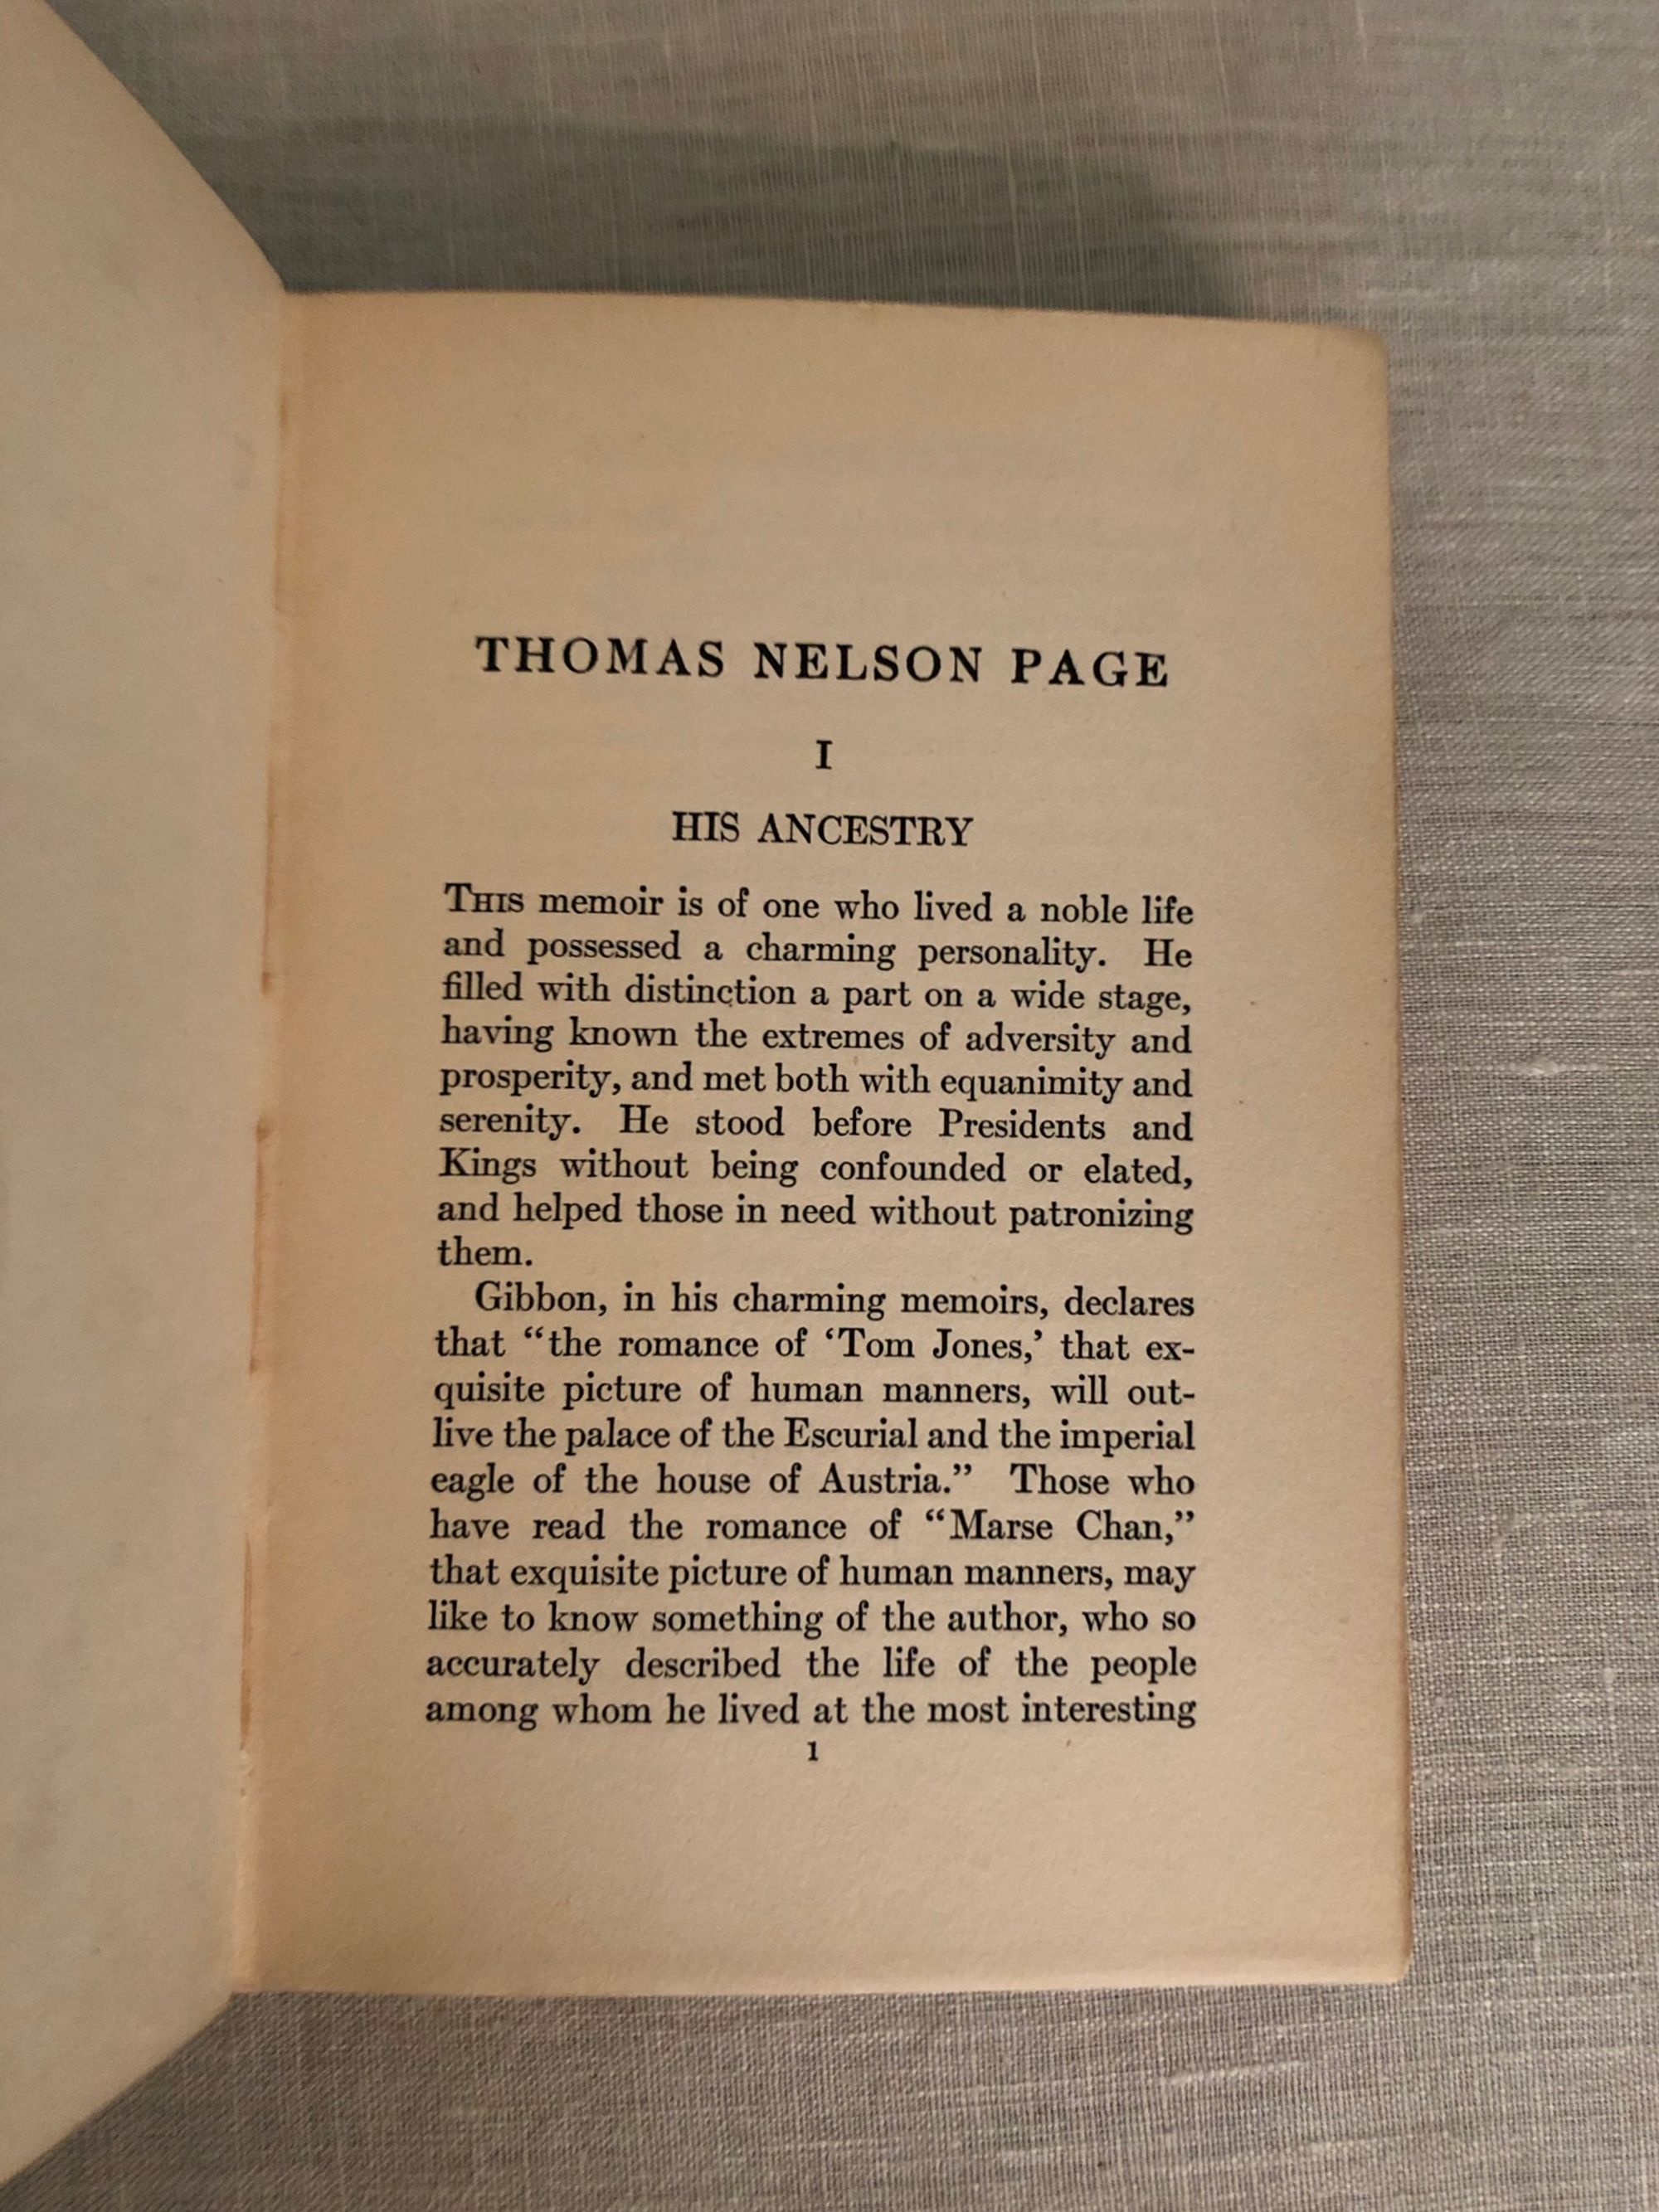 THOMAS NELSON PAGE
I
HIS ANCESTRY
THIS memoir is of one who lived a noble life
and possessed a charming personality. He
filled with distinction a part on a wide stage,
having known the extremes of adversity and
prosperity, and met both with equanimity and
serenity. He stood before Presidents and
Kings without being confounded or elated,
and helped those in need without patronizing
them.
Gibbon, in his charming memoirs, declares
that “the romance of ‘Tom Jones,’ that ex-
quisite picture of human manners, will out-
live the palace of the Escurial and the imperial
eagle of the house of Austria.” Those who
have read the romance of “Marse Chan,”
that exquisite picture of human manners, may
like to know something of the author, who so
accurately described the life of the people
among whom he lived at the most interesting
1